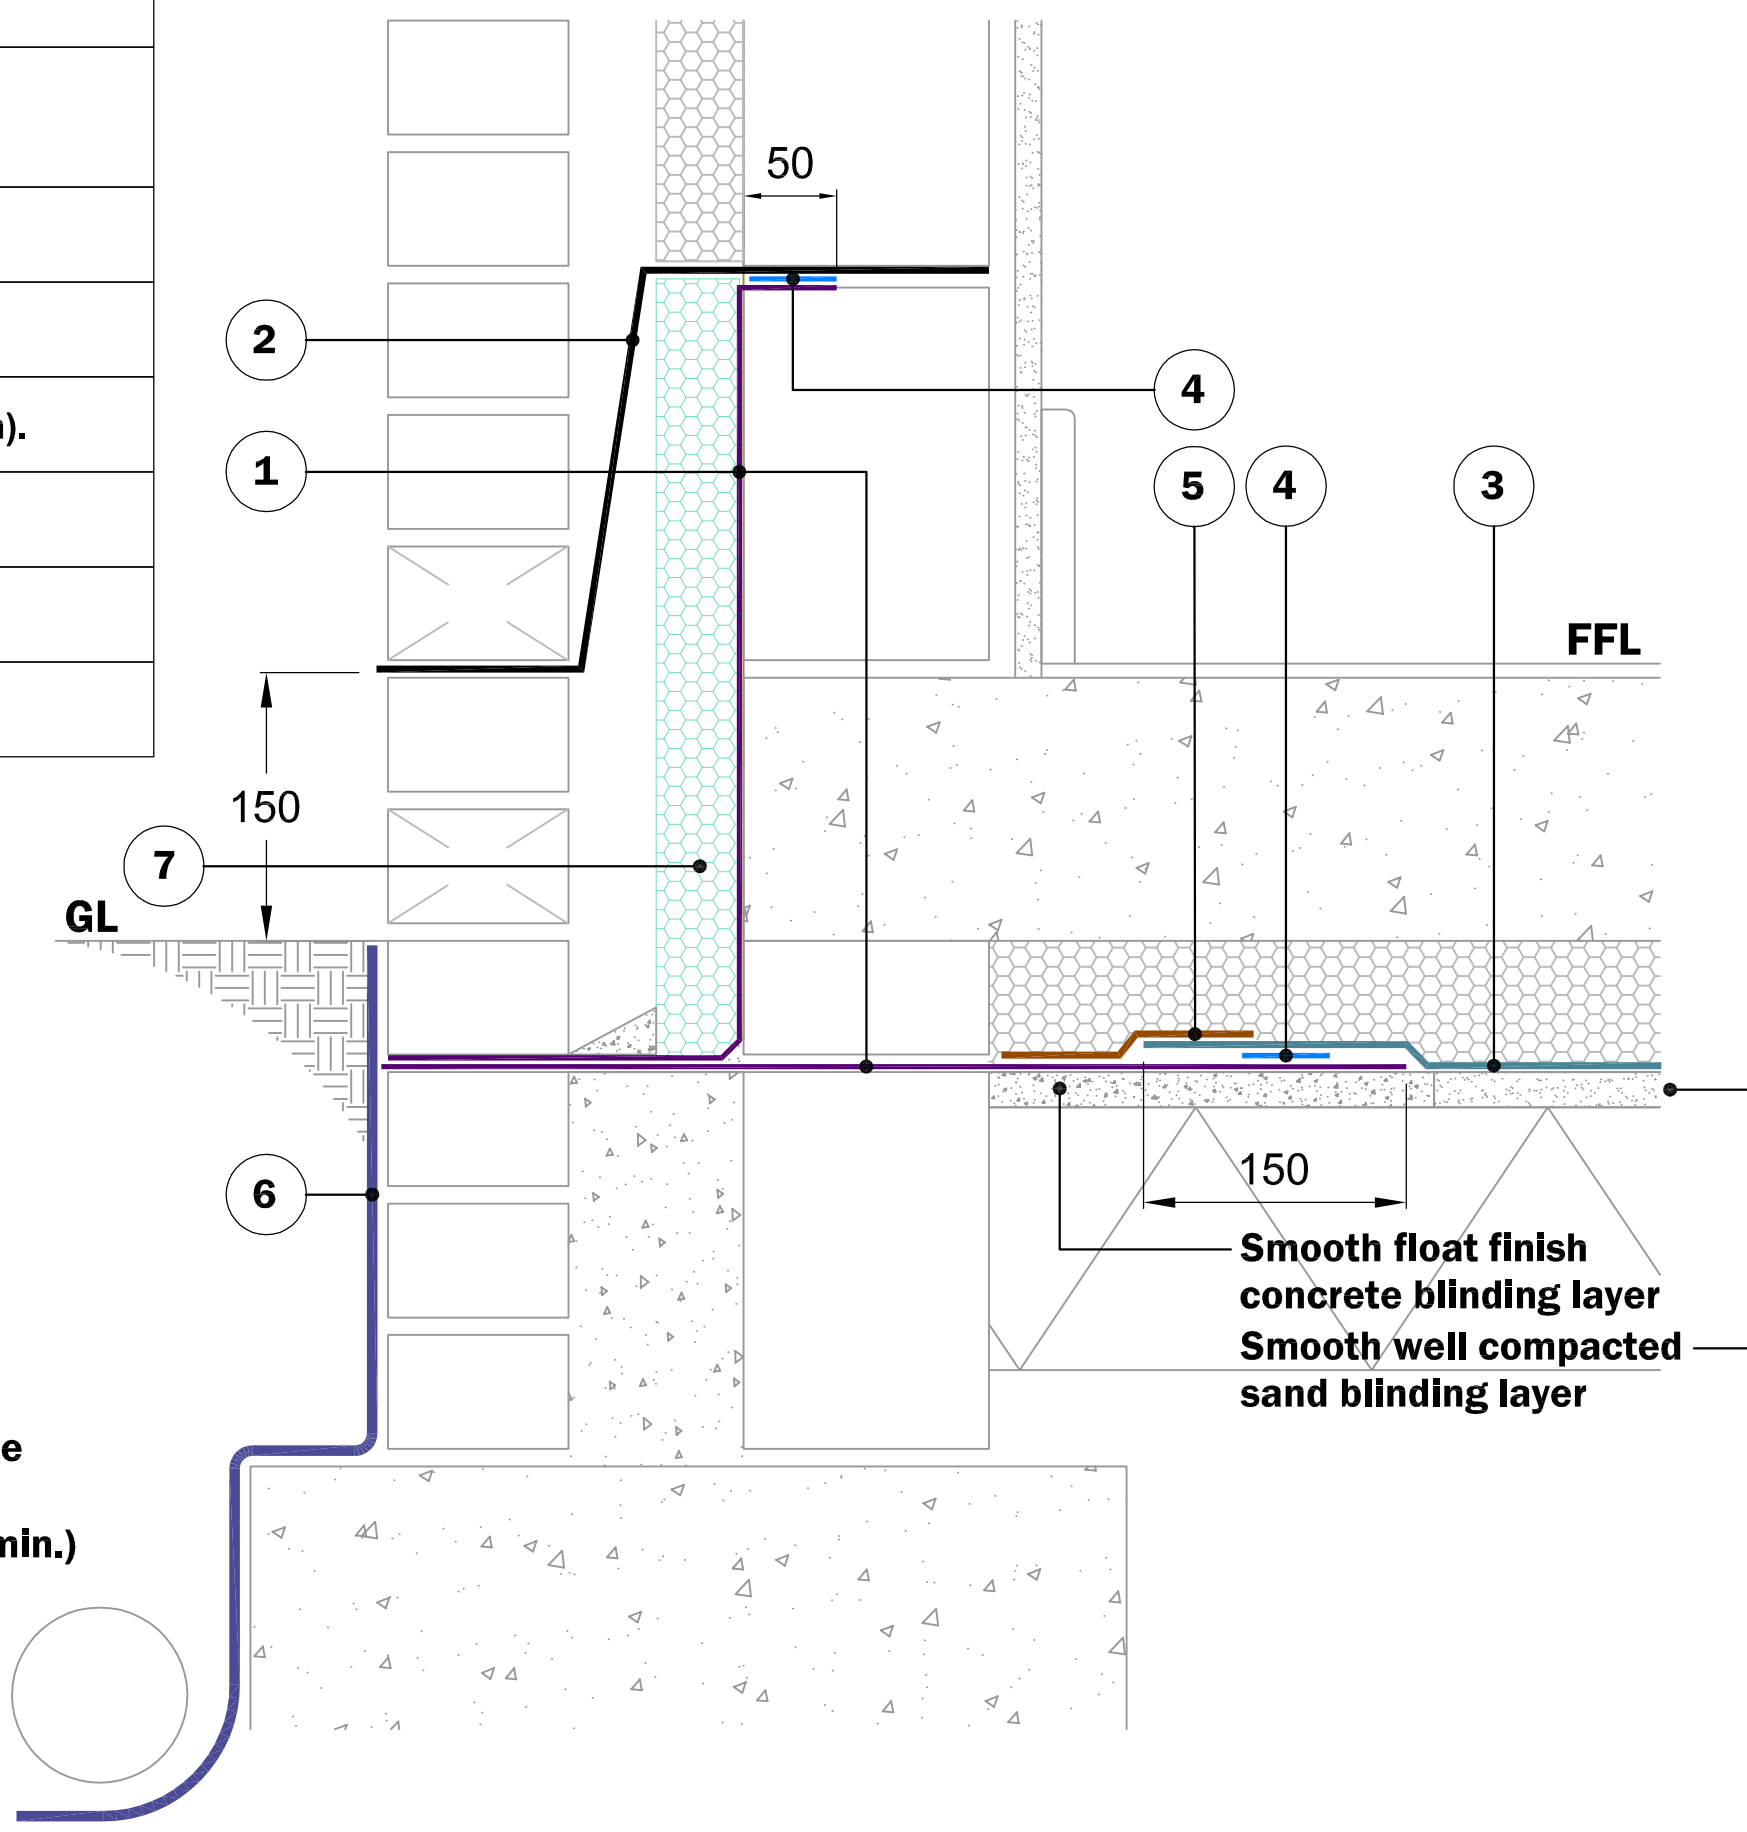 50
2
4
n).
1
5
4
3
FFL
150
7
GL
150
6
Smooth float finish
concrete blinding layer
Smooth well compacted
sand blinding layer
e
min.)